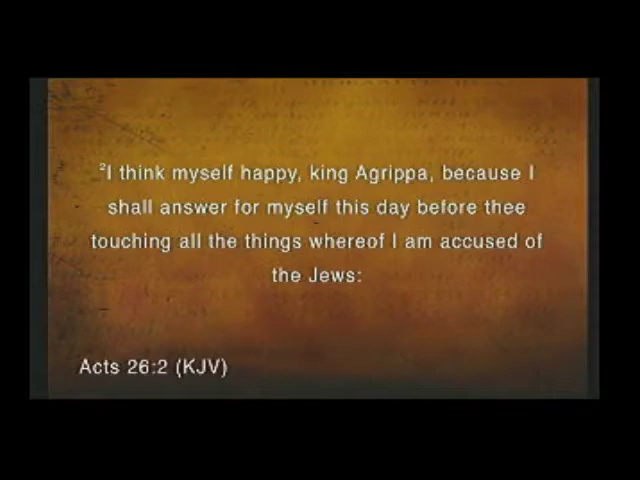 ²I think myself happy, king Agrippa, because I
shall answer for myself this day before thee
touching all the things whereof I am accused of
the Jews:
Acts 26:2 (KJV)